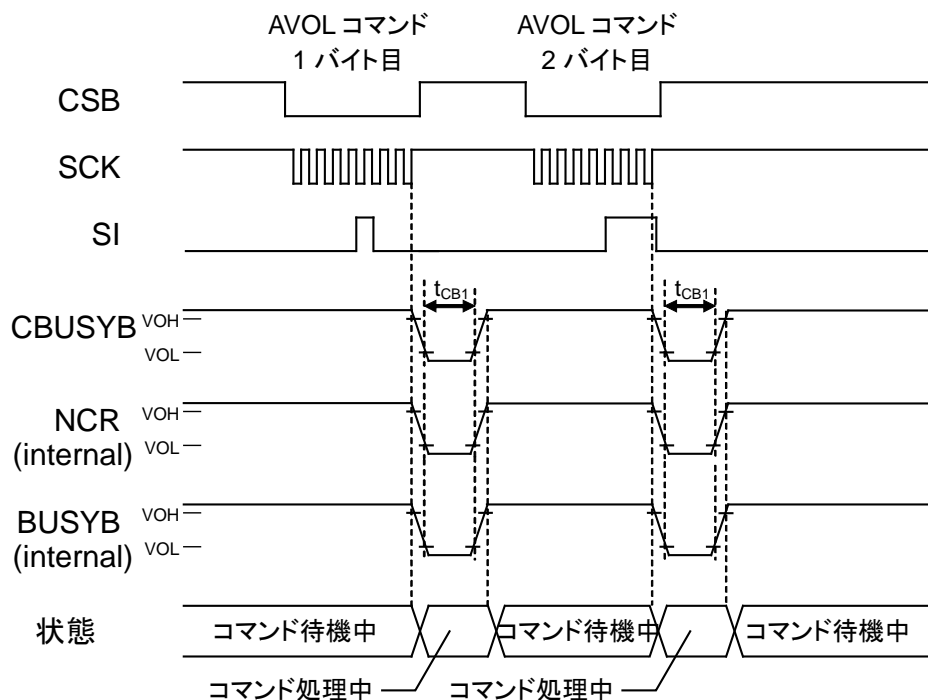 AVOL コマンド
1 バイト目
AVOL コマンド
2 バイト目
CSB
SCK
SI
tCB1
tCB1
CBUSYB
VOH
VOL
NCR
(internal)
VOH
VOL
BUSYB
(internal)
VOH
VOL
状態
コマンド待機中
コマンド待機中
コマンド待機中
コマンド処理中
コマンド処理中